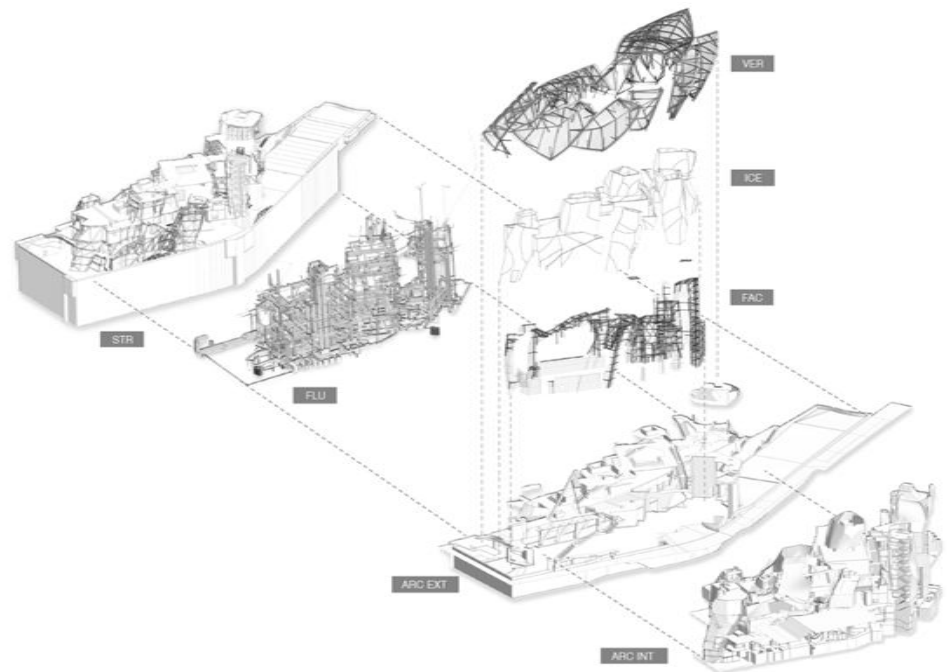 VER
ICE
FAC
STR
FLU
ARC EXT
ARC INT